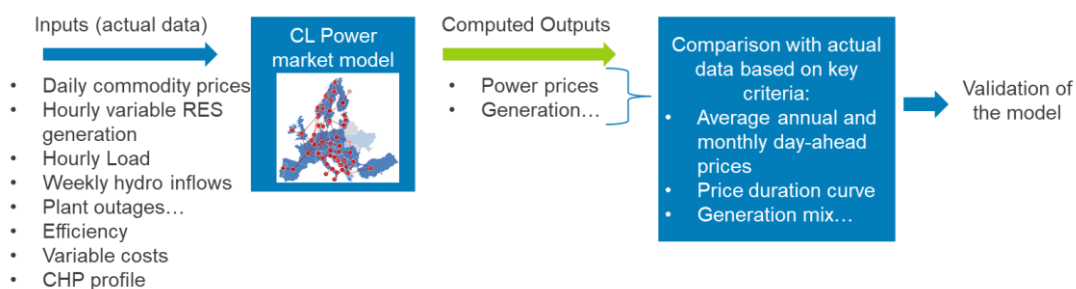 Inputs (actual data)
• Daily commodity prices
• Hourly variable RES
generation
• Hourly Load
• Weekly hydro inflows
• Plant outages…
• Efficiency
• Variable costs
• CHP profile
CL Power
market model
Computed Outputs
• Power prices
• Generation…
Comparison with actual
data based on key
criteria:
• Average annual and
monthly day-ahead
prices
• Price duration curve
• Generation mix…
Validation of
the model